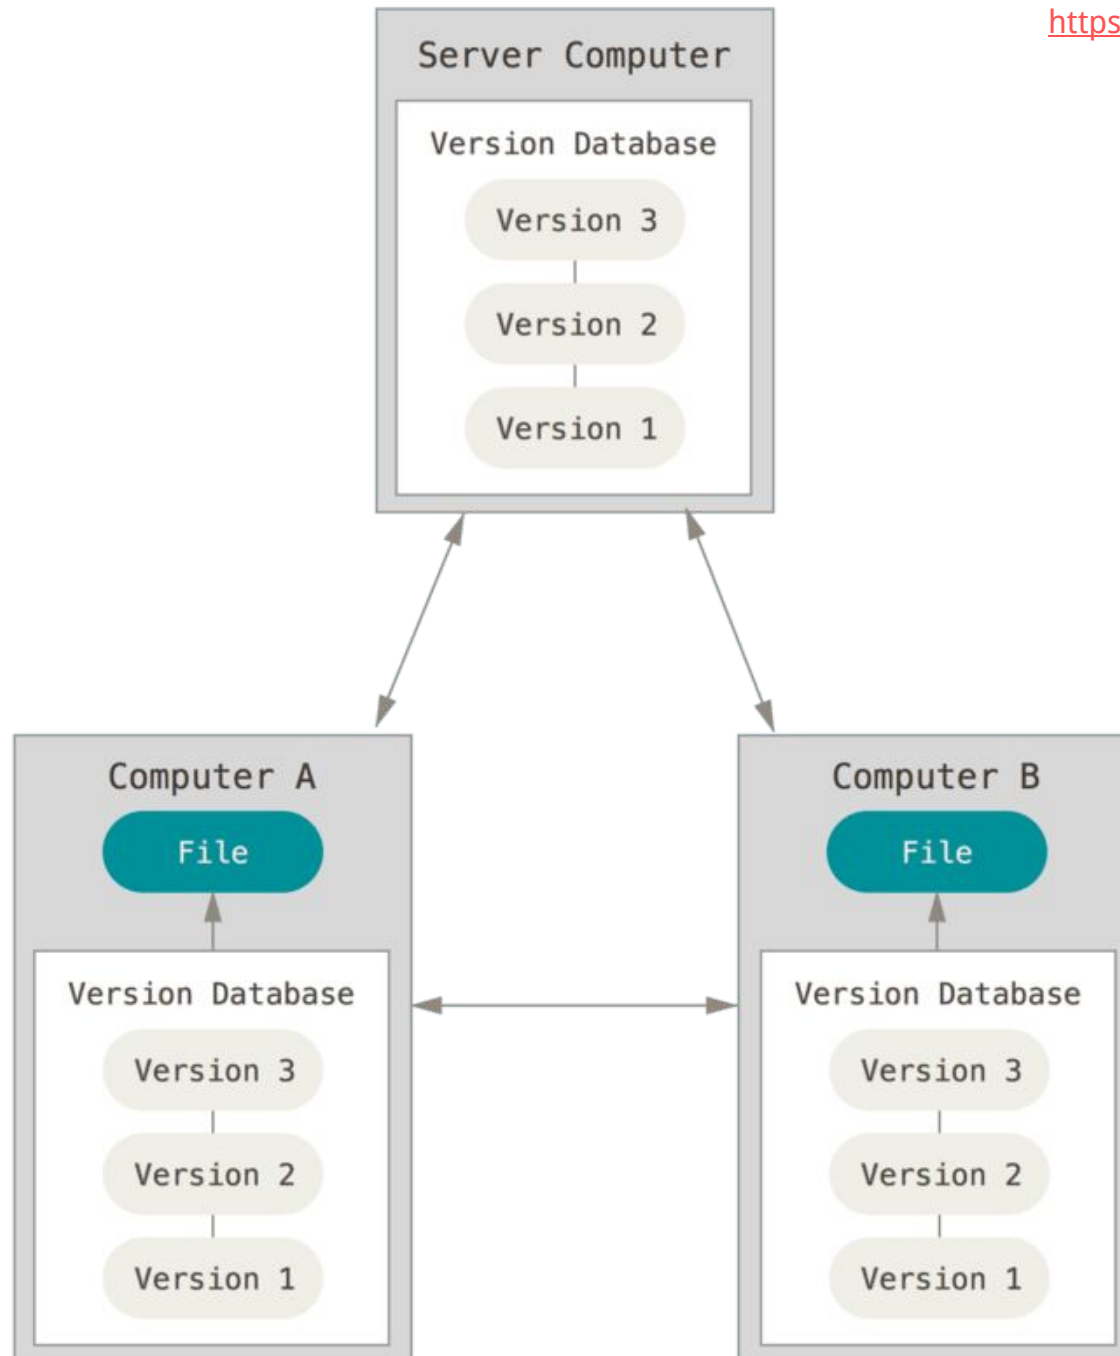 https
Server Computer
Version Database
Version 3
Version 2
Version 1
Computer A
File
Version Database
Version 3
Version 2
Version 1
Computer B
File
Version Database
Version 3
Version 2
Version 1